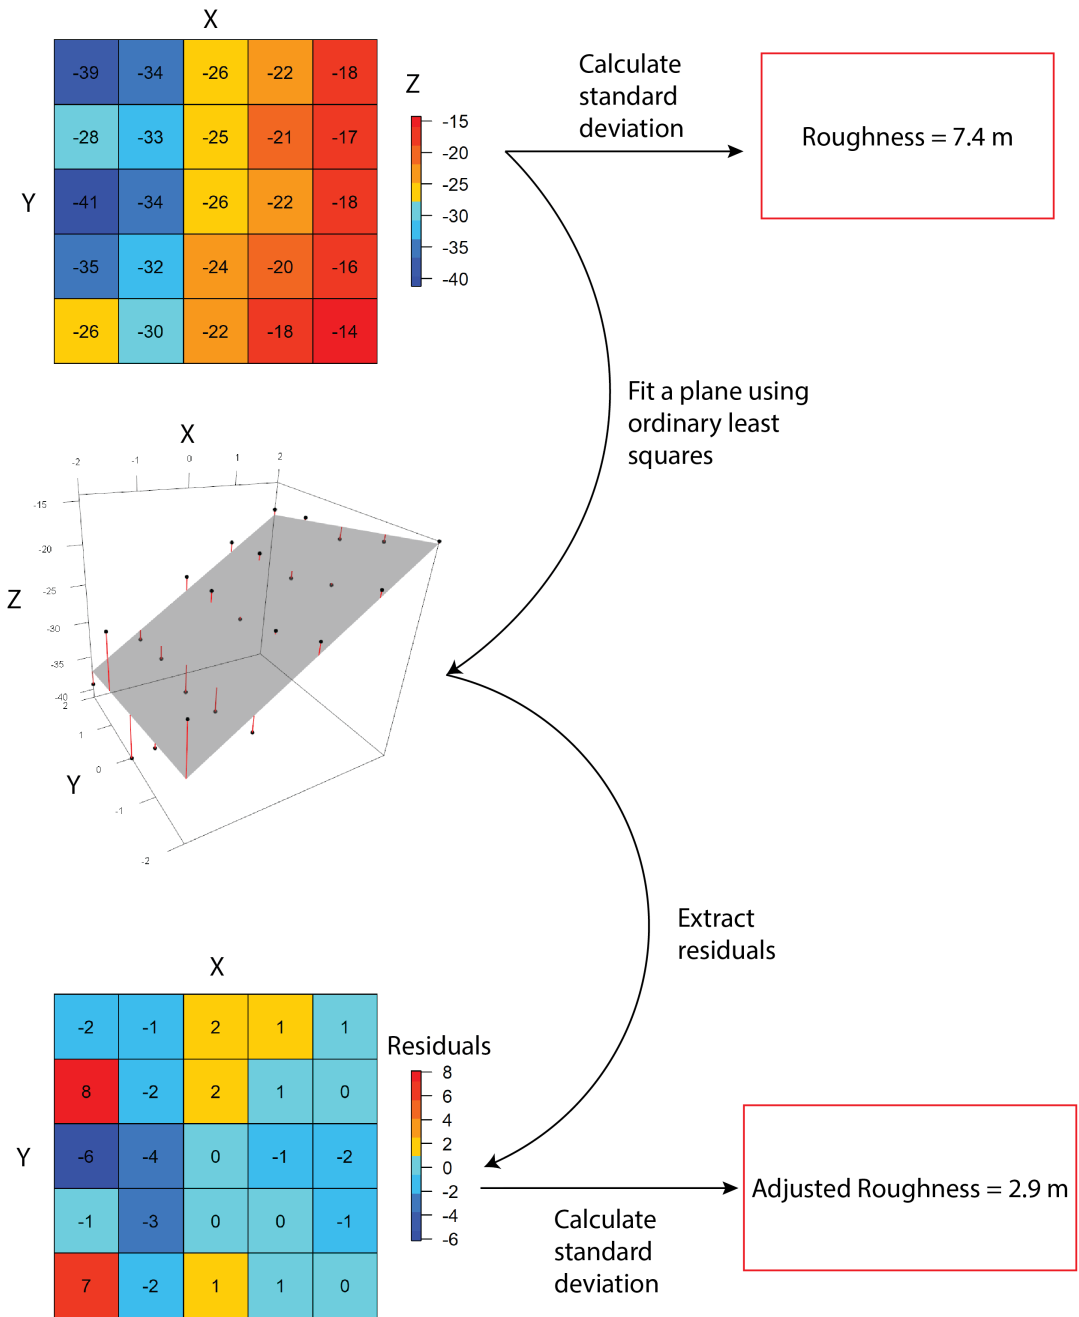 X
-39 -34 -26 -22 -18
-28 -33 -25 -21 -17
-41 -34 -26 -22 -18
-35 -32 -24 -20 -16
-26 -30 -22 -18 -14
Y
Z
-15
-20
-25
-30
-35
-40
Calculate
standard
deviation
Roughness = 7.4 m
Fit a plane using
ordinary least
squares
X
-2 -1 0 1 2
Z
-15
-20
-25
-30
-35
-40
Y
2
1
0
-1
-2
Extract
residuals
X
-2 -1 2 1 1
8 -2 2 1 0
-6 -4 0 -1 -2
-1 -3 0 0 -1
7 -2 1 1 0
Y
Residuals
8
6
4
2
0
-2
-4
-6
Calculate
standard
deviation
Adjusted Roughness = 2.9 m